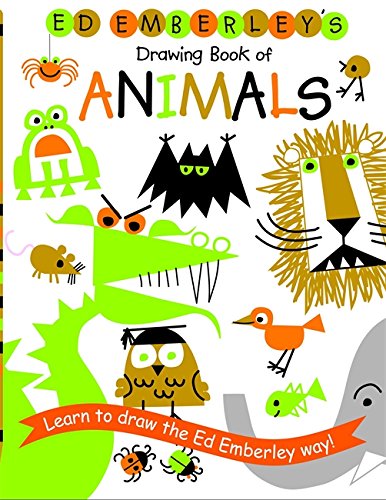 ED EMBERLEY'S
Drawing Book of
ANIMALS
Learn to draw the Ed Emberley way!